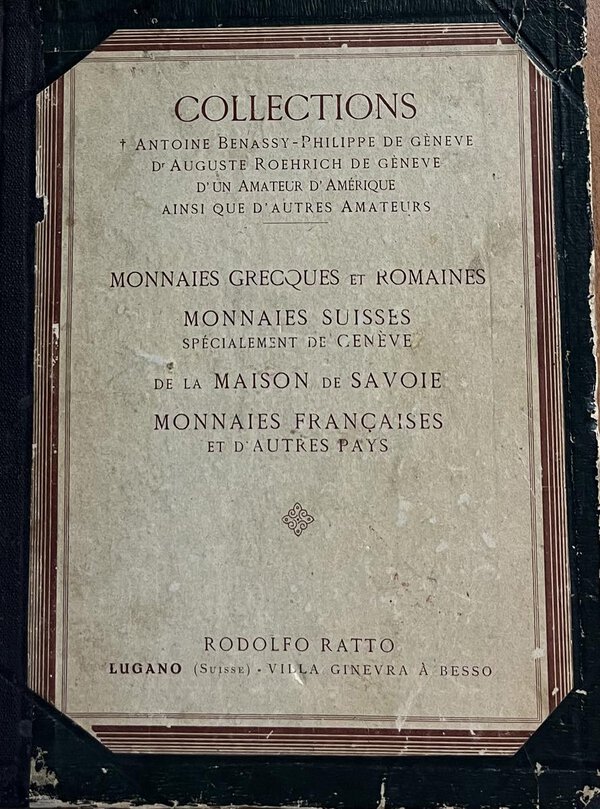 COLLECTIONS
† ANTOINE BENASSY-PHILIPPE DE GÈNEVE
Dr AUGUSTE ROEHRICH DE GÈNEVE
D'UN AMATEUR D'AMÉRIQUE
AINSI QUE D'AUTRES AMATEURS
MONNAIES GRECQUES ET ROMAINES
MONNAIES SUISSES
SPÉCIALEMENT DE GENÈVE
DE LA MAISON DE SAVOIE
MONNAIES FRANÇAISES
ET D'AUTRES PAYS
RODOLFO RATTO
LUGANO (SUISSE) - VILLA GINEVRA À BESSO